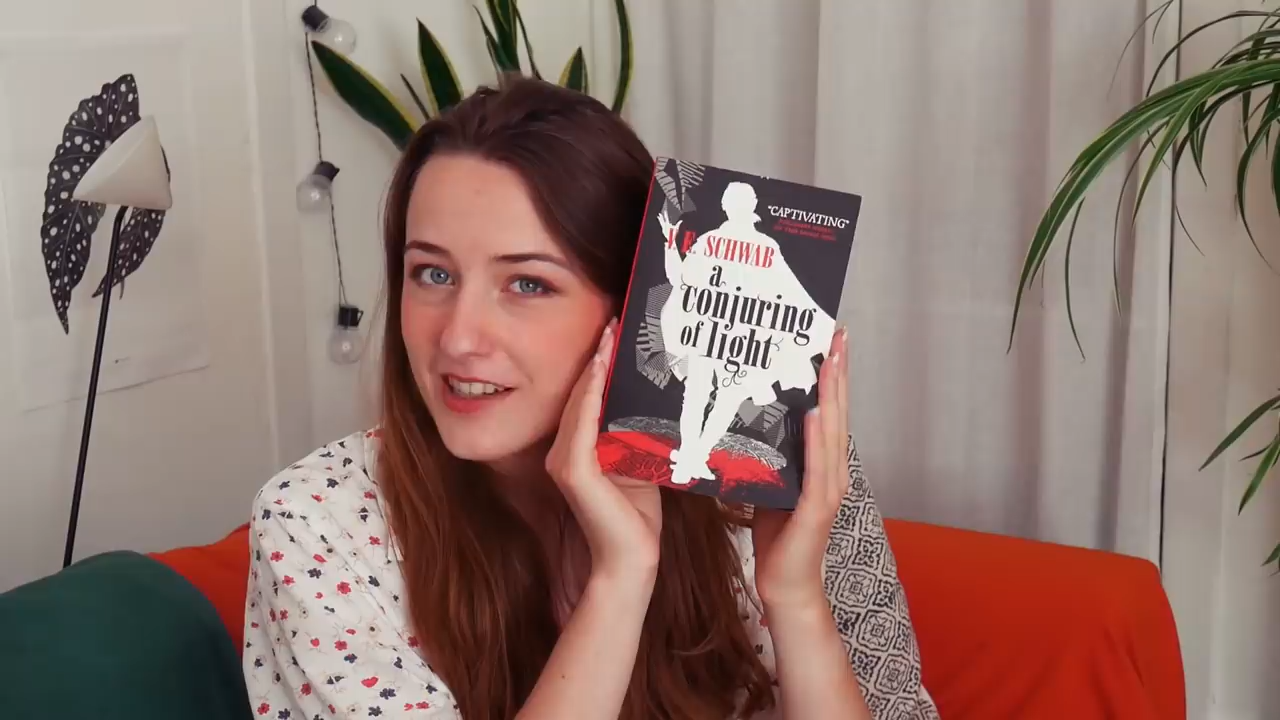 "CAPTIVATING"
V. E. SCHWAB
a
conjuring
of light